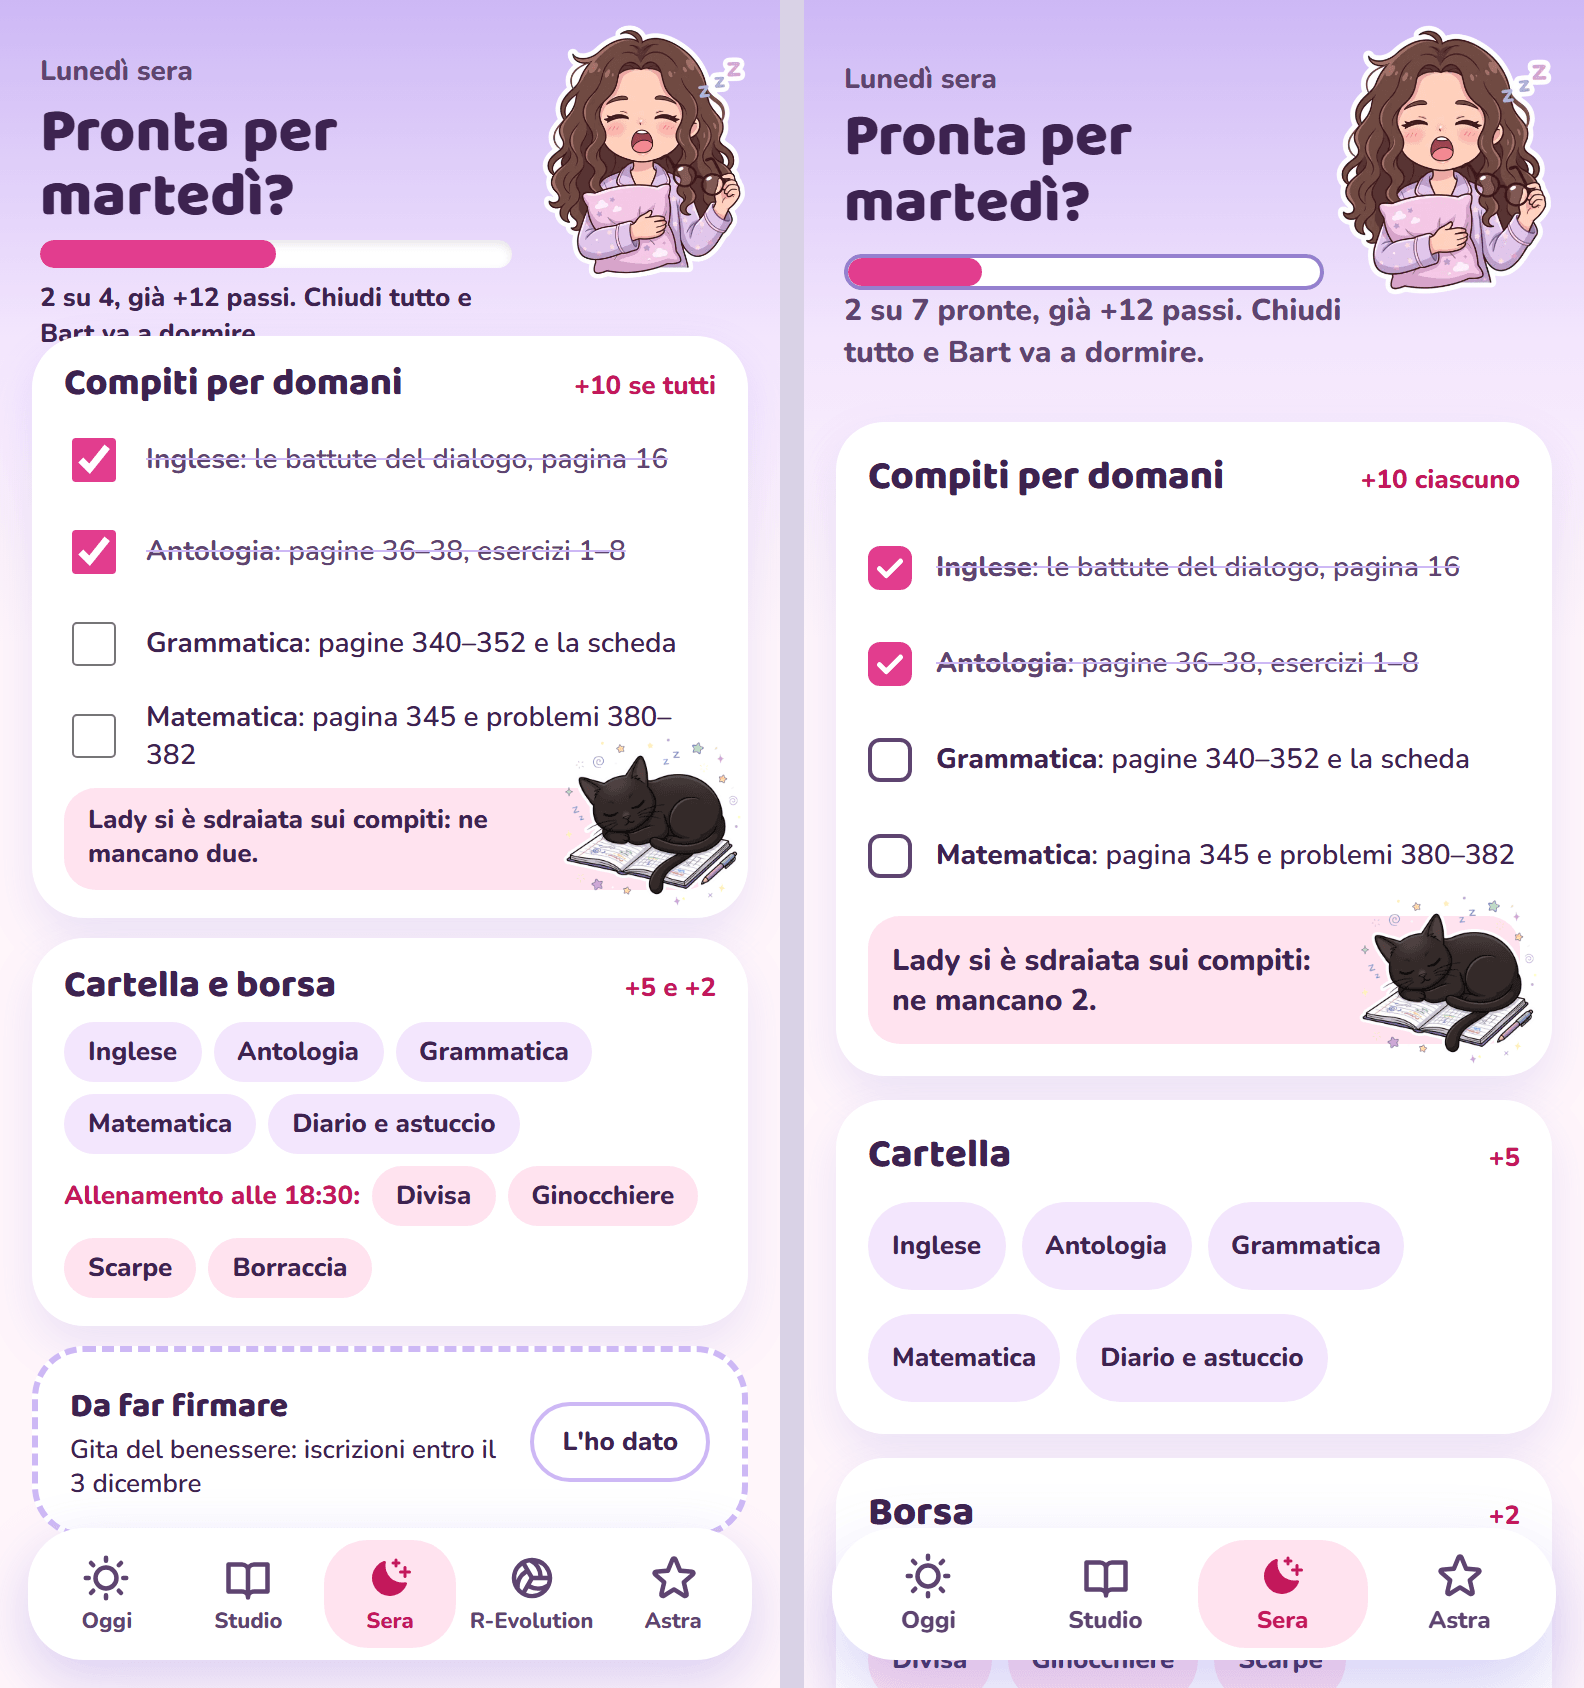 Lunedì sera
Pronta per
martedì?
2 su 4, già +12 passi. Chiudi tutto e
Bart va a dormire.
Compiti per domani
+10 se tutti
Inglese: le battute del dialogo, pagina 16
Antologia: pagine 36–38, esercizi 1–8
Grammatica: pagine 340–352 e la scheda
Matematica: pagina 345 e problemi 380–
382
Lady si è sdraiata sui compiti: ne
mancano due.
Cartella e borsa
+5 e +2
Inglese
Antologia
Grammatica
Matematica
Diario e astuccio
Allenamento alle 18:30:
Divisa
Ginocchiere
Scarpe
Borraccia
Da far firmare
Gita del benessere: iscrizioni entro il
3 dicembre
L'ho dato
Oggi
Studio
Sera
R-Evolution
Astra
Lunedì sera
Pronta per
martedì?
2 su 7 pronte, già +12 passi. Chiudi
tutto e Bart va a dormire.
Compiti per domani
+10 ciascuno
Inglese: le battute del dialogo, pagina 16
Antologia: pagine 36–38, esercizi 1–8
Grammatica: pagine 340–352 e la scheda
Matematica: pagina 345 e problemi 380–382
Lady si è sdraiata sui compiti:
ne mancano 2.
Cartella
+5
Inglese
Antologia
Grammatica
Matematica
Diario e astuccio
Borsa
+2
Oggi
Studio
Sera
Astra
Divisa
Ginocchiere
Scarpe